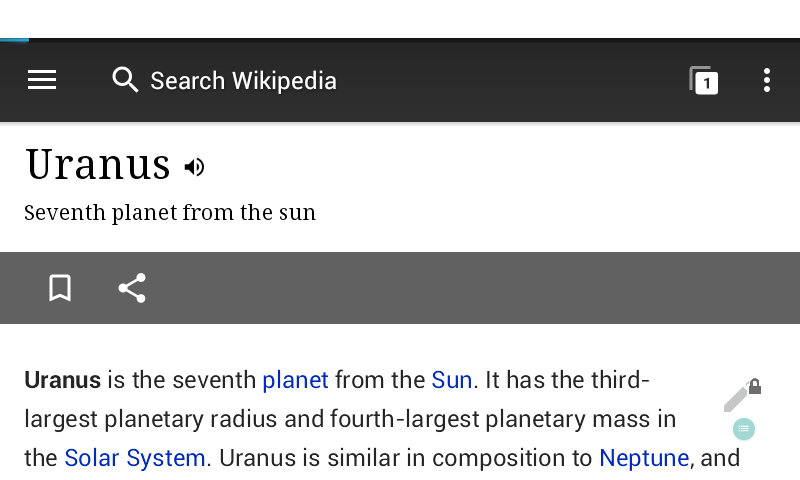 Search Wikipedia
1
Uranus
Seventh planet from the sun
Uranus is the seventh planet from the Sun. It has the third-
largest planetary radius and fourth-largest planetary mass in
the Solar System. Uranus is similar in composition to Neptune, and